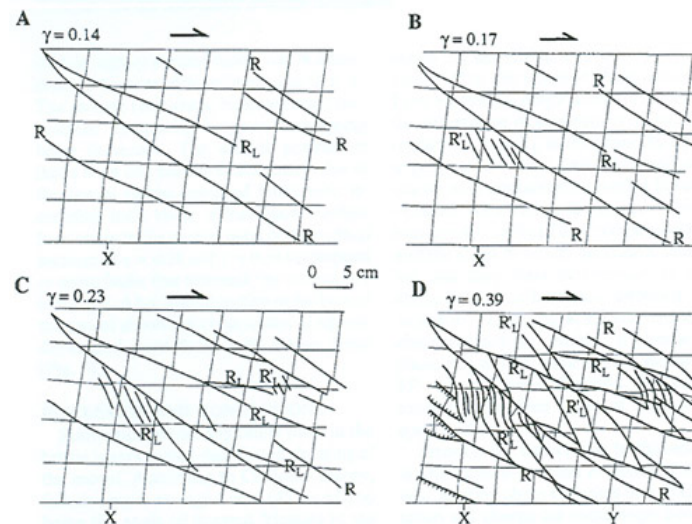 A
γ = 0.14
R
R
R_L
R
R
X
B
γ = 0.17
R
R'_L
R_L
R
R
X
0 5 cm
C
γ = 0.23
R_L
R'_L
R_L
R'_L
R_L
R
X
D
γ = 0.39
R'_L
R
R_L
R_L
R'_L
R'_L
R
X
Y